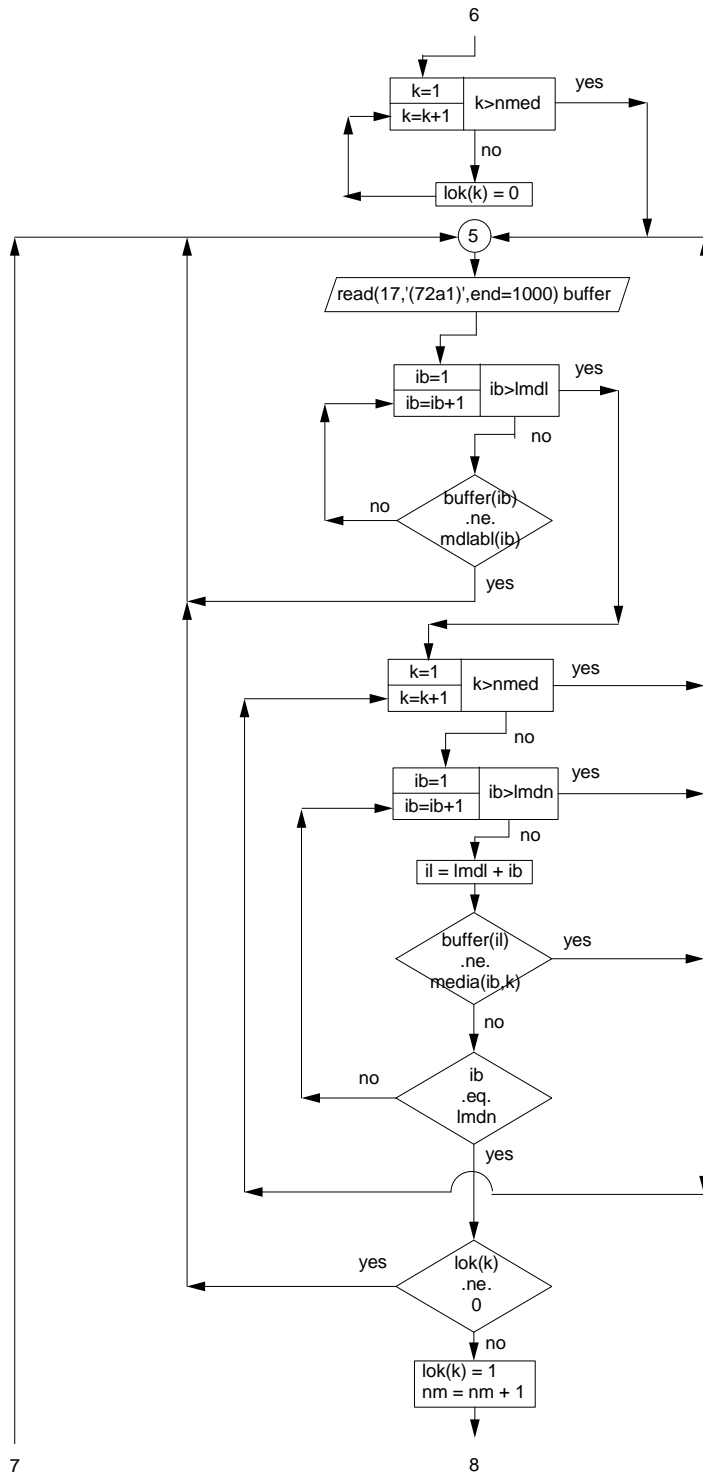 6
k=1
k=k+1
k>nmed
yes
no
lok(k) = 0
5
read(17,'(72a1)',end=1000) buffer
ib=1
ib=ib+1
ib>lmdl
yes
no
buffer(ib)
.ne.
mdlabl(ib)
no
yes
k=1
k=k+1
k>nmed
yes
no
ib=1
ib=ib+1
ib>lmdn
yes
no
il = lmdl + ib
buffer(il)
.ne.
media(ib,k)
yes
no
ib
.eq.
lmdn
no
yes
lok(k)
.ne.
0
yes
no
lok(k) = 1
nm = nm + 1
7
8